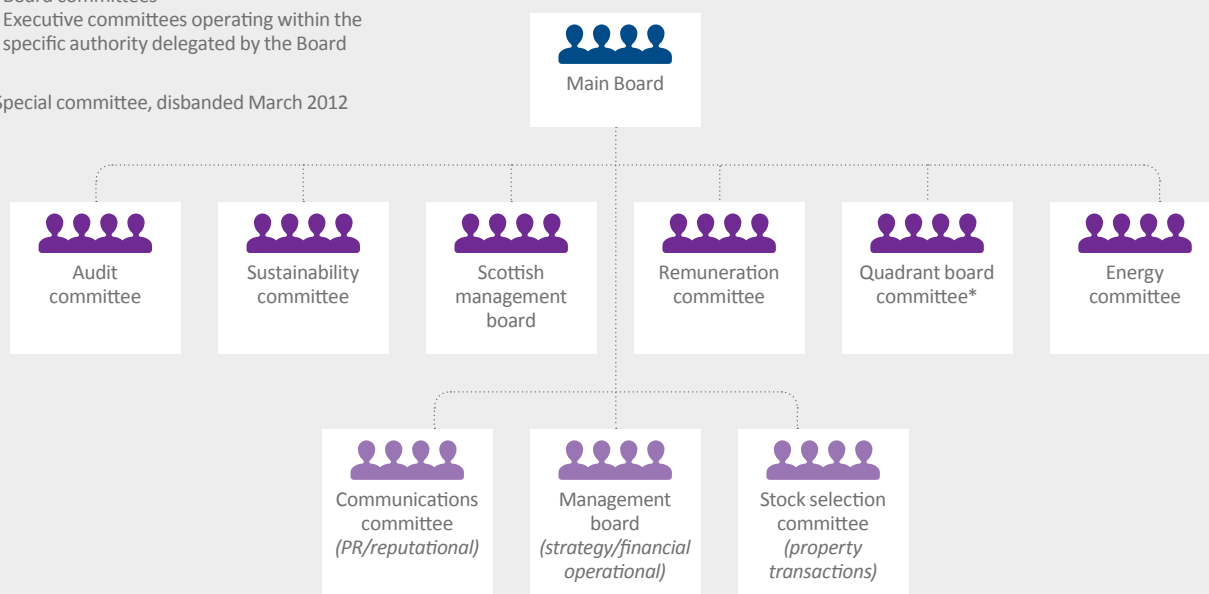 Board committees
Executive committees operating within the
specific authority delegated by the Board
Special committee, disbanded March 2012
Main Board
Audit
committee
Sustainability
committee
Scottish
management
board
Remuneration
committee
Quadrant board
committee*
Energy
committee
Communications
committee
(PR/reputational)
Management
board
(strategy/financial
operational)
Stock selection
committee
(property
transactions)